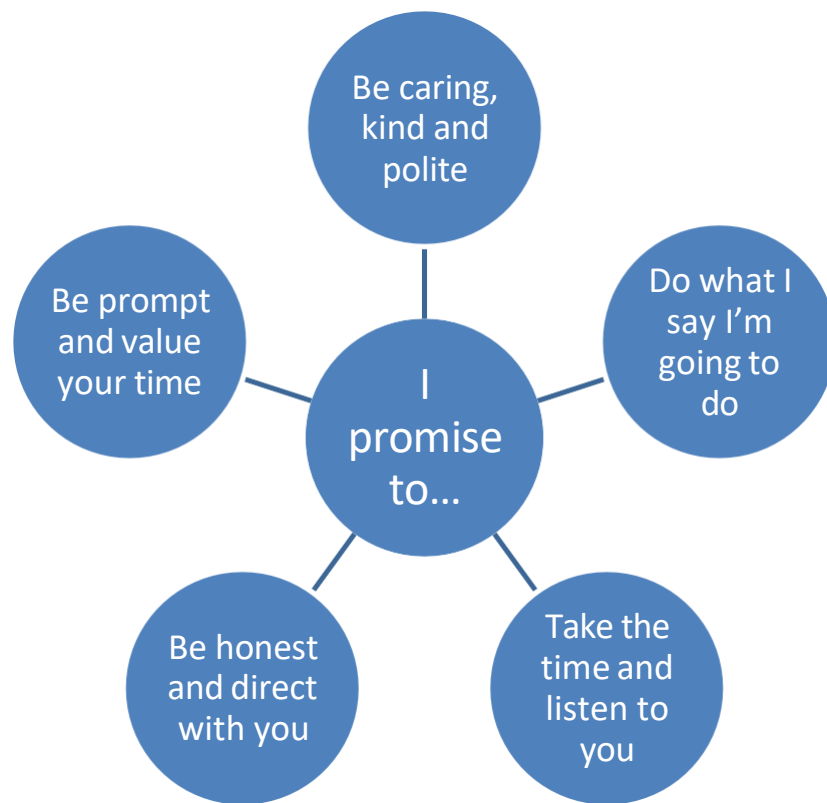 Be caring,
kind and
polite
Do what I
say I’m
going to
do
Take the
time and
listen to
you
Be honest
and direct
with you
Be prompt
and value
your time
I
promise
to…